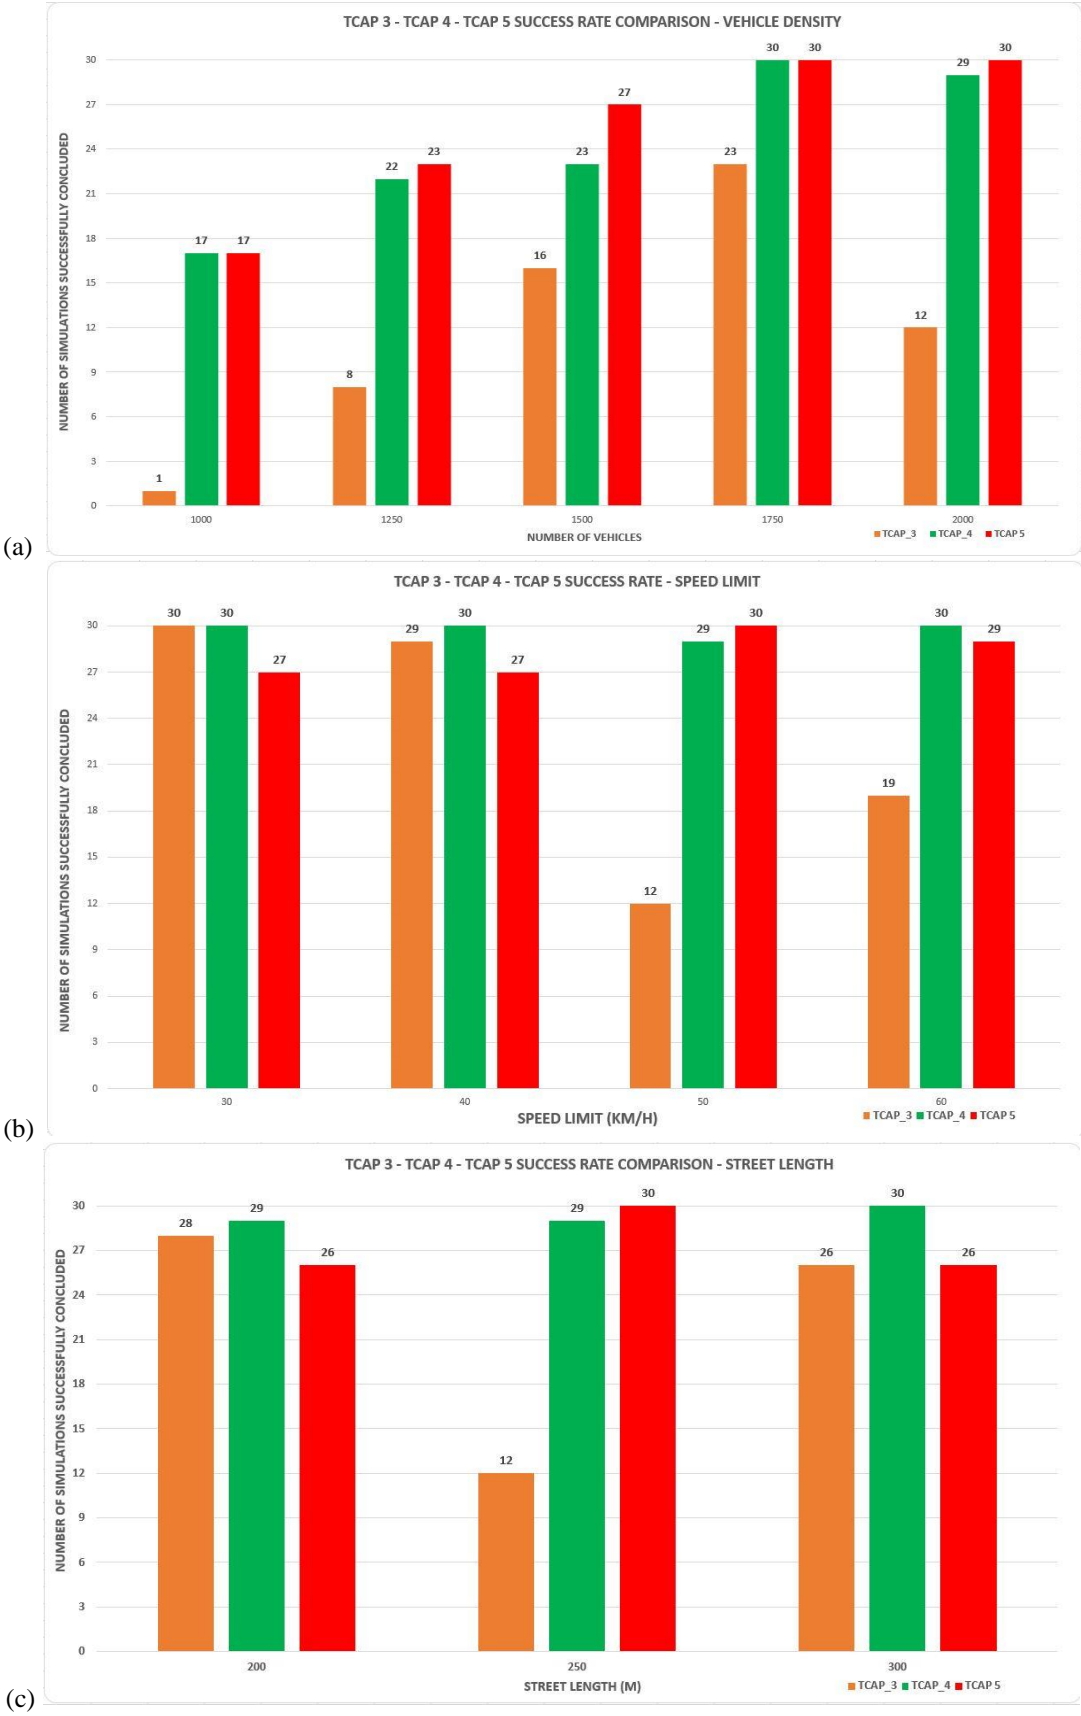 TCAP 3 - TCAP 4 - TCAP 5 SUCCESS RATE COMPARISON - VEHICLE DENSITY
NUMBER OF SIMULATIONS SUCCESSFULLY CONCLUDED
30
27
24
21
18
15
12
9
6
3
0
1 17 17
8 22 23
16 23 27
23 30 30
12 29 30
1000 1250 1500 1750 2000
NUMBER OF VEHICLES
TCAP_3 TCAP_4 TCAP 5
(a)
TCAP 3 - TCAP 4 - TCAP 5 SUCCESS RATE - SPEED LIMIT
NUMBER OF SIMULATIONS SUCCESSFULLY CONCLUDED
30
27
24
21
18
15
12
9
6
3
0
30 30 27
29 30 27
12 29 30
19 30 29
30 40 50 60
SPEED LIMIT (KM/H)
TCAP_3 TCAP_4 TCAP 5
(b)
TCAP 3 - TCAP 4 - TCAP 5 SUCCESS RATE COMPARISON - STREET LENGTH
NUMBER OF SIMULATIONS SUCCESSFULLY CONCLUDED
30
27
24
21
18
15
12
9
6
3
0
28 29 26
12 29 30
26 30 26
200 250 300
STREET LENGTH (M)
TCAP_3 TCAP_4 TCAP 5
(c)